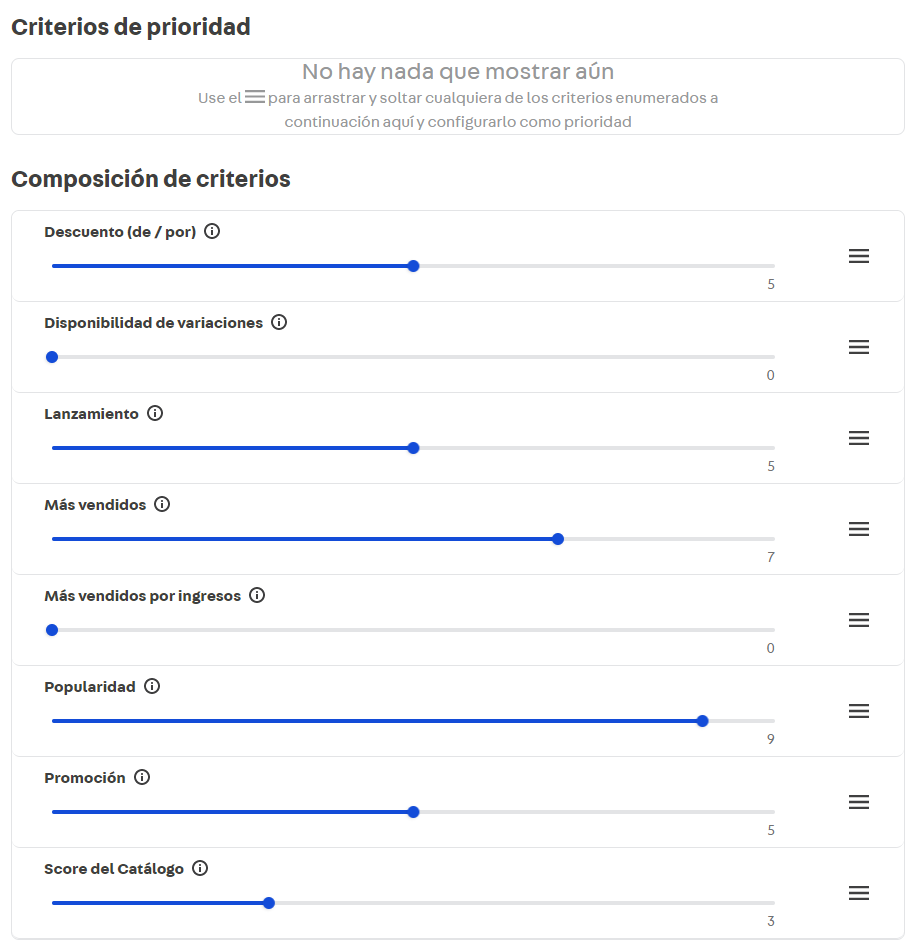 Criterios de prioridad
No hay nada que mostrar aún
Use el para arrastrar y soltar cualquiera de los criterios enumerados a
continuación aquí y configurarlo como prioridad
Composición de criterios
Descuento (de / por)
5
Disponibilidad de variaciones
0
Lanzamiento
5
Más vendidos
7
Más vendidos por ingresos
0
Popularidad
9
Promoción
5
Score del Catálogo
3